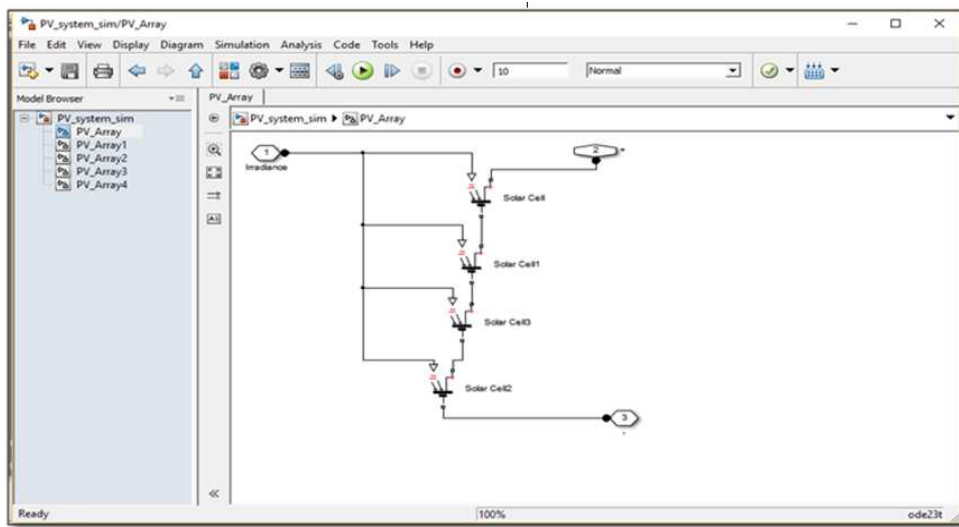 PV_system_sim/PV_Array
File Edit View Display Diagram Simulation Analysis Code Tools Help
10 Normal
Model Browser
PV_Array
PV_system_sim
PV_Array
PV_Array1
PV_Array2
PV_Array3
PV_Array4
PV_system_sim PV_Array
1
Irradiance
2
+
Solar Cell
Solar Cell1
Solar Cell3
Solar Cell2
3
-
Ready 100% ode23t